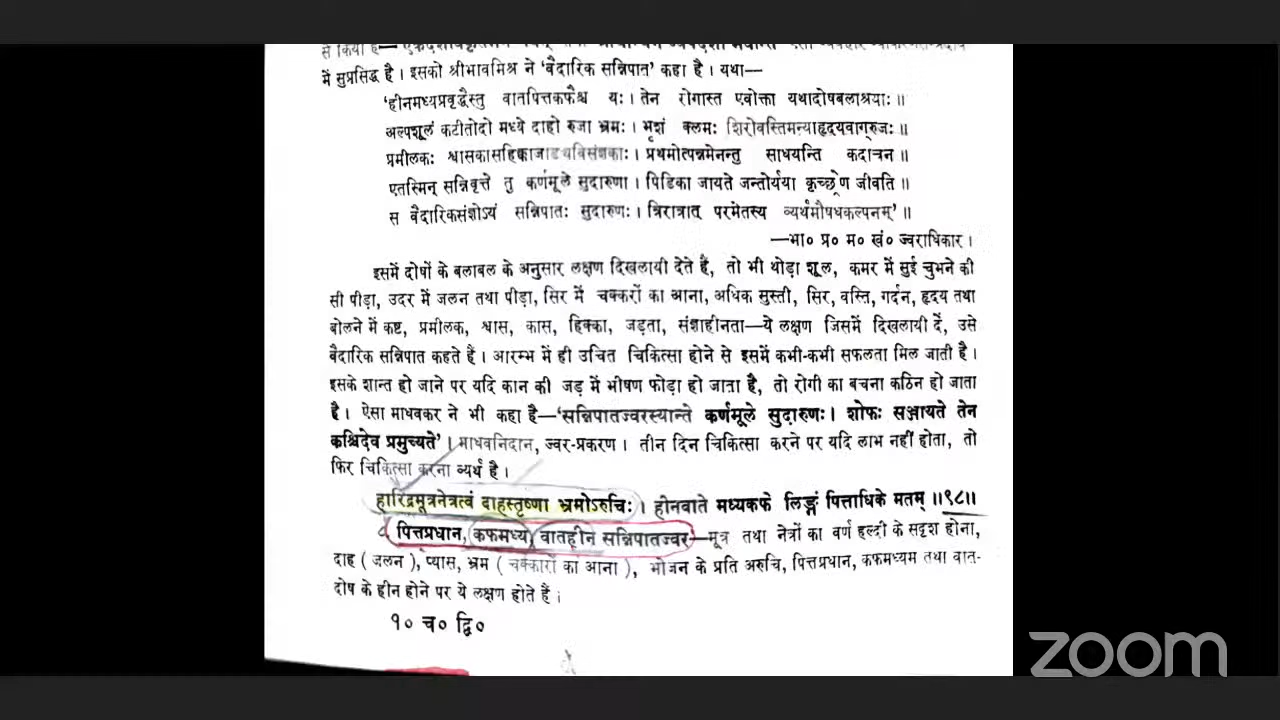 में सुप्रसिद्ध है । इसको श्रीभावमिश्र ने 'वैदारिक सन्निपात' कहा है । यथा—
'हीनमध्यप्रवृद्धैस्तु वातपित्तकफैश्च यः । तेन रोगास्त एवोक्ता यथादोषबलाश्रयाः ॥
अल्पशूलं कटीतोदो मध्ये दाहो रुजा भ्रमः । भृशं क्लमः शिरोवस्तिमन्याहृदयवाग्रुजः ॥
प्रमीलकः श्वासकासहिक्काजाड्यविसंज्ञकाः । प्रथमोत्पन्नमेनन्तु साधयन्ति कदाचन ॥
एतस्मिन् सन्निवृत्ते तु कर्णमूले सुदारुणा । पिडिका जायते जन्तोर्यया कृच्छ्रेण जीवति ॥
स वैदारिकसंज्ञोऽयं सन्निपातः सुदारुणः । त्रिरात्रात् परमेतस्य व्यर्थमौषधकल्पनम्' ॥
—भा० प्र० म० खं० ज्वराधिकार ।
इसमें दोषों के बलाबल के अनुसार लक्षण दिखलायी देते हैं, तो भी थोड़ा शूल, कमर में सुई चुभने की
सी पीड़ा, उदर में जलन तथा पीड़ा, सिर में चक्करों का आना, अधिक सुस्ती, सिर, वस्ति, गर्दन, हृदय तथा
बोलने में कष्ट, प्रमीलक, श्वास, कास, हिक्का, जड़ता, संज्ञाहीनता—ये लक्षण जिसमें दिखलायी दें, उसे
वैदारिक सन्निपात कहते हैं । आरम्भ में ही उचित चिकित्सा होने से इसमें कभी-कभी सफलता मिल जाती है ।
इसके शान्त हो जाने पर यदि कान की जड़ में भीषण फोड़ा हो जाता है, तो रोगी का बचना कठिन हो जाता
है । ऐसा माधवकर ने भी कहा है—'सन्निपातज्वरस्यान्ते कर्णमूले सुदारुणः । शोफः सञ्जायते तेन
कश्चिदेव प्रमुच्यते' । माधवनिदान, ज्वर-प्रकरण । तीन दिन चिकित्सा करने पर यदि लाभ नहीं होता, तो
फिर चिकित्सा करना व्यर्थ है ।
हारिद्रमूत्रनेत्रत्वं दाहस्तृष्णा भ्रमोऽरुचिः । हीनवाते मध्यकफे लिङ्गं पित्ताधिके मतम् ॥९८॥
पित्तप्रधान, कफमध्य, वातहीन सन्निपातज्वर—मूत्र तथा नेत्रों का वर्ण हल्दी के सदृश होना,
दाह ( जलन ), प्यास, भ्रम ( चक्कारों का आना ), भोजन के प्रति अरुचि, पित्तप्रधान, कफमध्यम तथा वात-
दोष के हीन होने पर ये लक्षण होते हैं ।
१० च० द्वि०
zoom